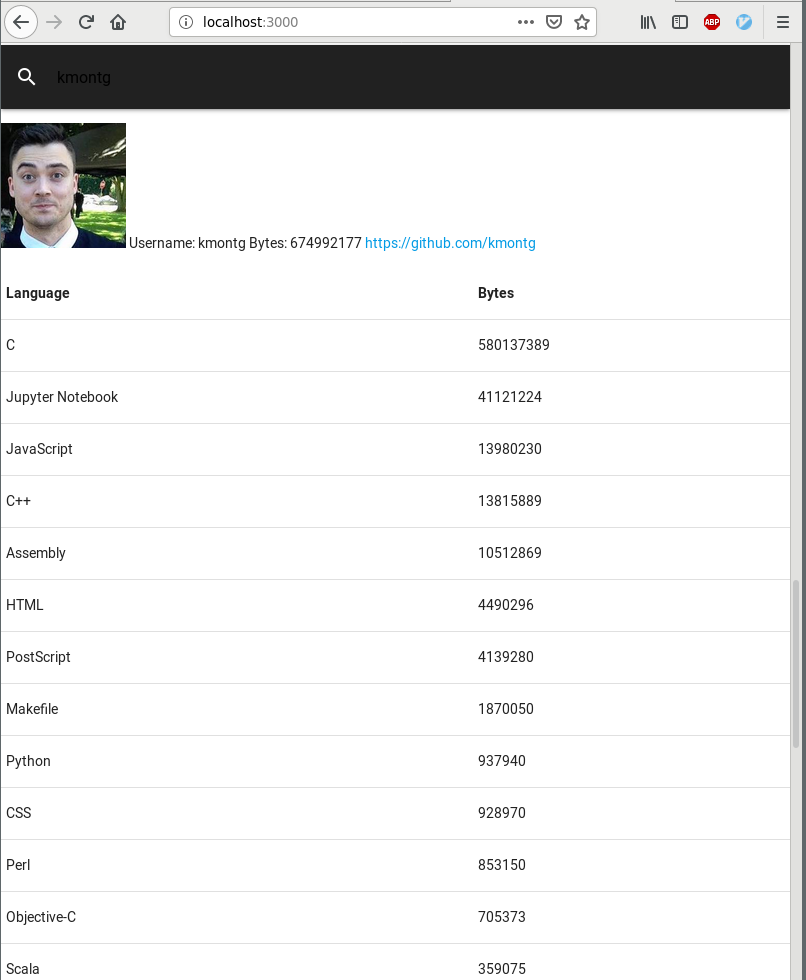 localhost:3000
ABP
kmontg
Username: kmontg Bytes: 674992177 https://github.com/kmontg
Language Bytes
C 580137389
Jupyter Notebook 41121224
JavaScript 13980230
C++ 13815889
Assembly 10512869
HTML 4490296
PostScript 4139280
Makefile 1870050
Python 937940
CSS 928970
Perl 853150
Objective-C 705373
Scala 359075